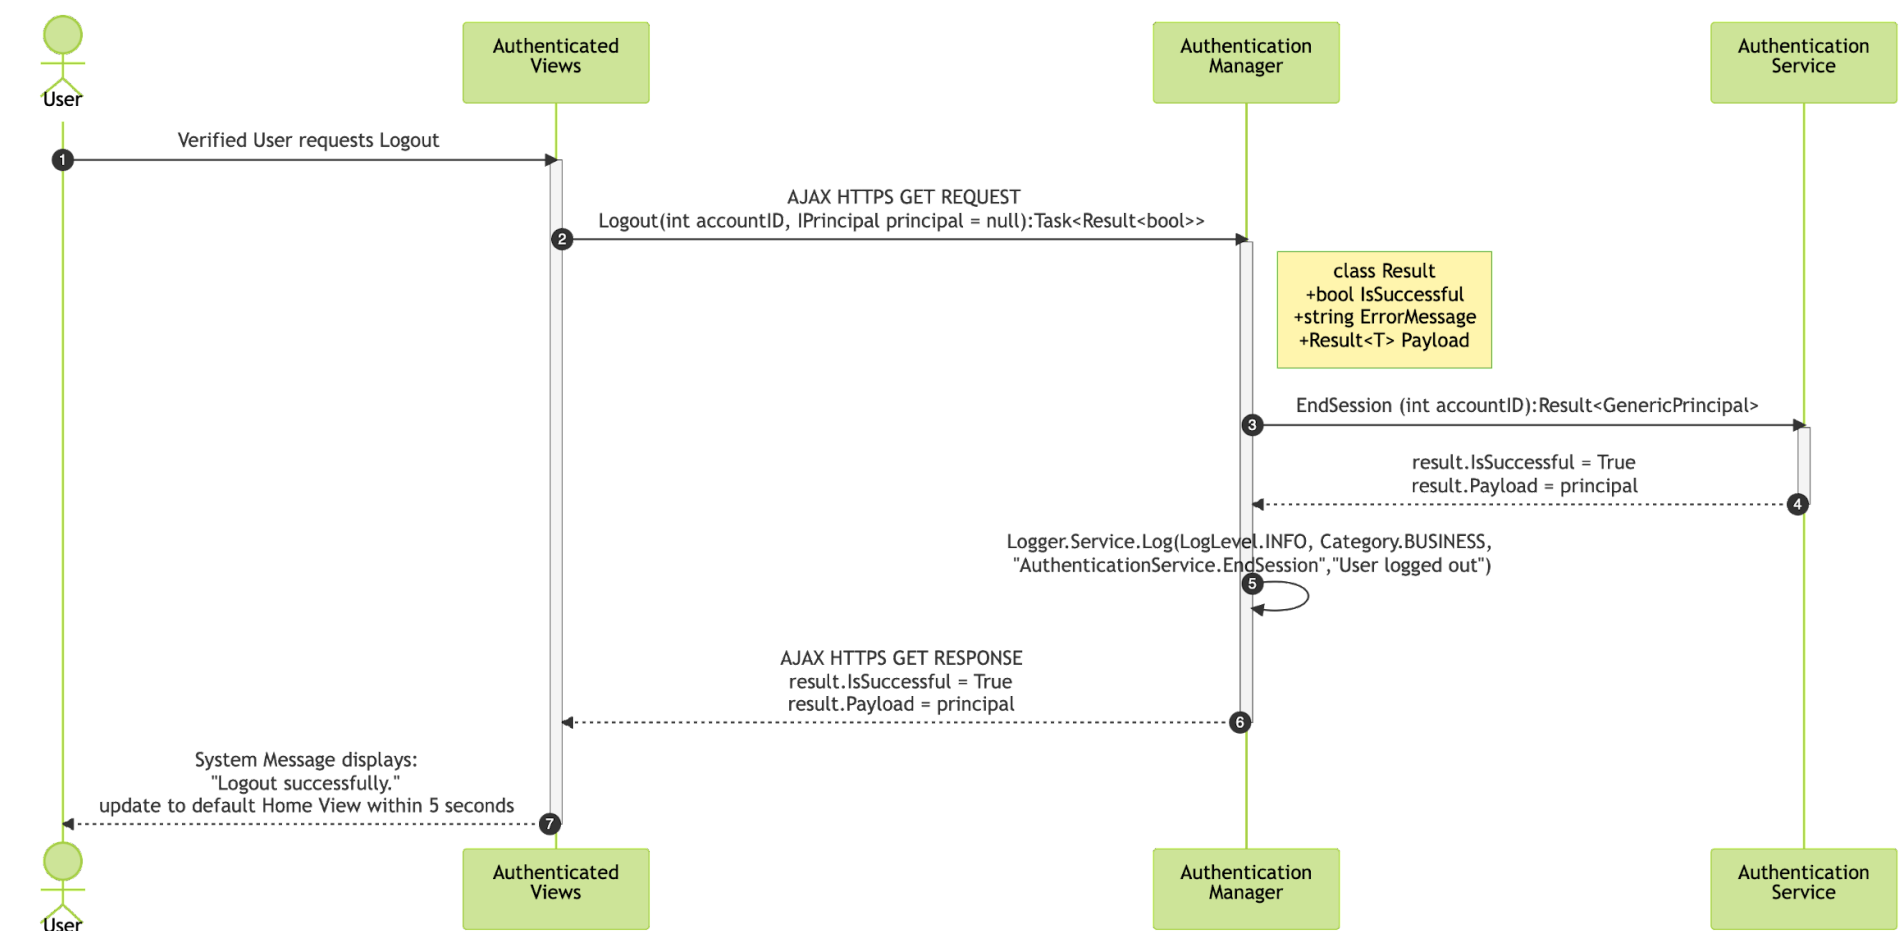 User
Authenticated
Views
Authentication
Manager
Authentication
Service
Verified User requests Logout
1
AJAX HTTPS GET REQUEST
Logout(int accountID, IPrincipal principal = null):Task<Result<bool>>
2
class Result
+bool IsSuccessful
+string ErrorMessage
+Result<T> Payload
EndSession (int accountID):Result<GenericPrincipal>
3
result.IsSuccessful = True
result.Payload = principal
4
Logger.Service.Log(LogLevel.INFO, Category.BUSINESS,
"AuthenticationService.EndSession","User logged out")
5
AJAX HTTPS GET RESPONSE
result.IsSuccessful = True
result.Payload = principal
6
System Message displays:
"Logout successfully."
update to default Home View within 5 seconds
7
User
Authenticated
Views
Authentication
Manager
Authentication
Service